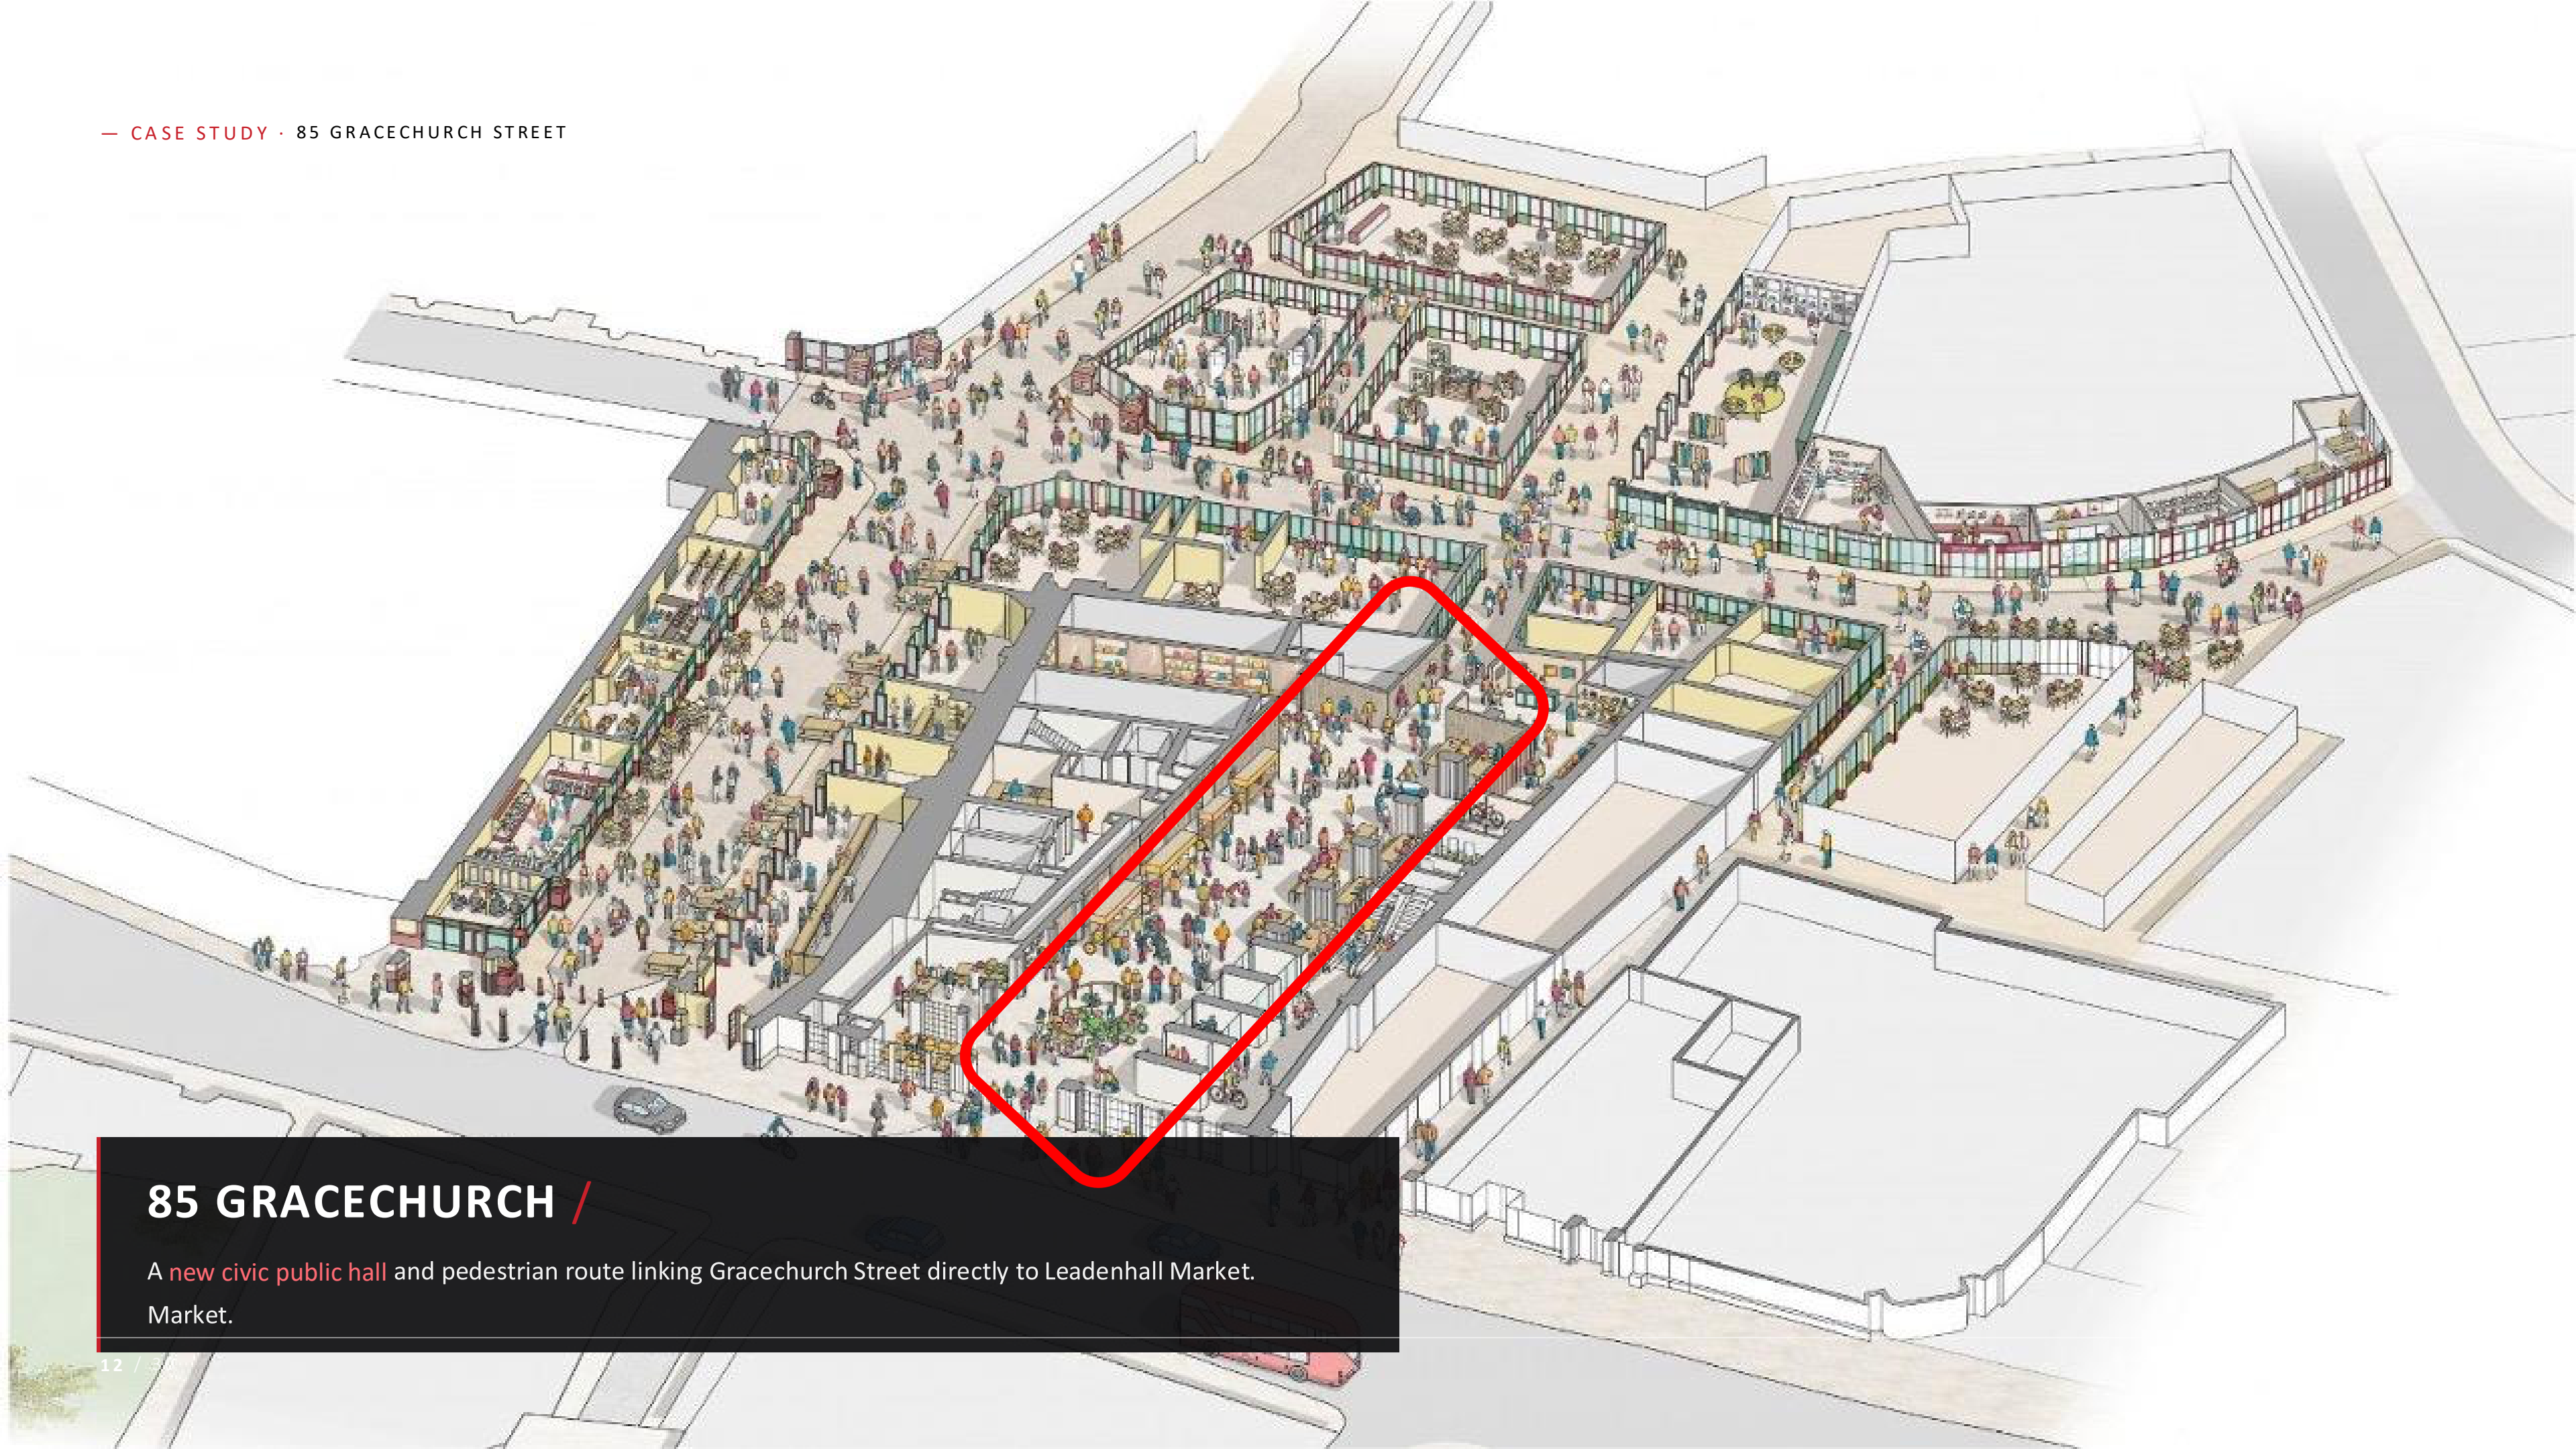 — CASE STUDY · 85 GRACECHURCH STREET
85 GRACECHURCH /
A new civic public hall and pedestrian route linking Gracechurch Street directly to Leadenhall Market.
Market.
12 /